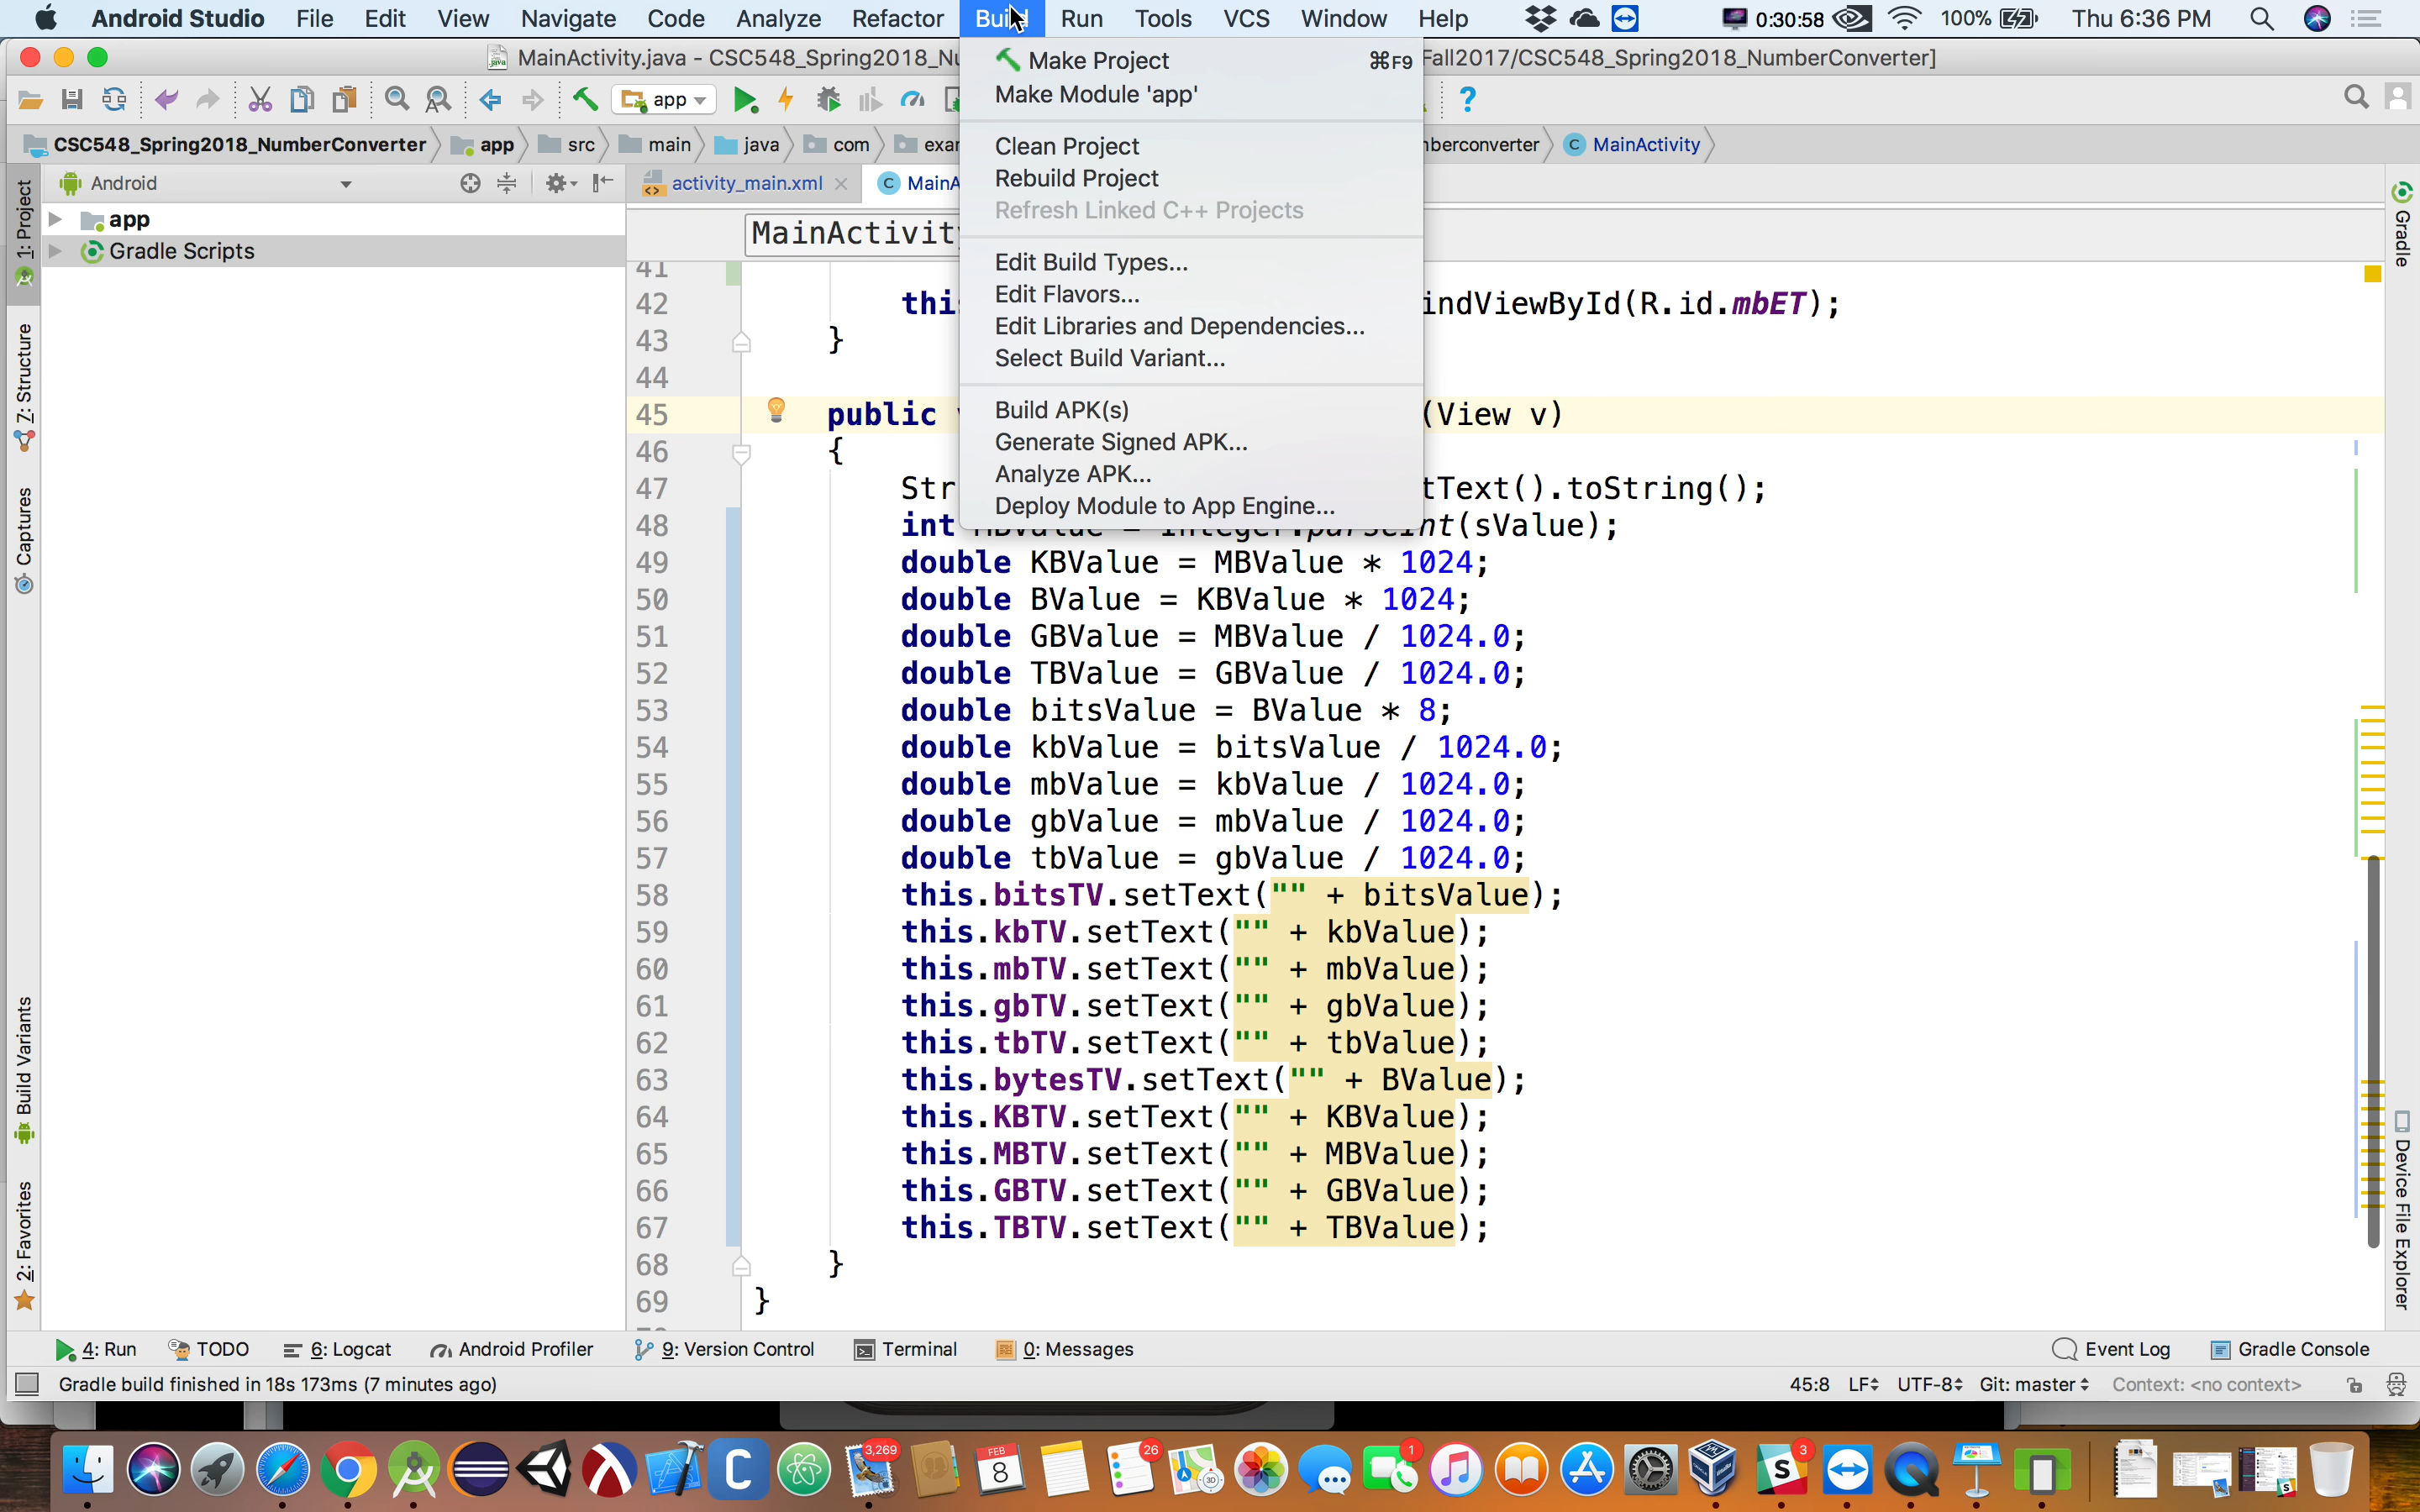 Android Studio File Edit View Navigate Code Analyze Refactor Build Run Tools VCS Window Help 0:30:58 100% Thu 6:36 PM
MainActivity.java - CSC548_Spring2018_Nu Fall2017/CSC548_Spring2018_NumberConverter]
app ?
CSC548_Spring2018_NumberConverter app src main java com berconverter C MainActivity
Make Project ⌘F9
Make Module 'app'
Clean Project
Rebuild Project
Refresh Linked C++ Projects
Edit Build Types...
Edit Flavors...
Edit Libraries and Dependencies...
Select Build Variant...
Build APK(s)
Generate Signed APK...
Analyze APK...
Deploy Module to App Engine...
Android activity_main.xml C MainA
app
Gradle Scripts
1: Project
Z: Structure
Captures
Build Variants
2: Favorites
Gradle
Device File Explorer
MainActivity
41
42 thi indViewById(R.id.mbET);
43 }
44
45 public (View v)
46 {
47 Str tText().toString();
48 int MBValue = Integer.parseInt(sValue);
49 double KBValue = MBValue * 1024;
50 double BValue = KBValue * 1024;
51 double GBValue = MBValue / 1024.0;
52 double TBValue = GBValue / 1024.0;
53 double bitsValue = BValue * 8;
54 double kbValue = bitsValue / 1024.0;
55 double mbValue = kbValue / 1024.0;
56 double gbValue = mbValue / 1024.0;
57 double tbValue = gbValue / 1024.0;
58 this.bitsTV.setText("" + bitsValue);
59 this.kbTV.setText("" + kbValue);
60 this.mbTV.setText("" + mbValue);
61 this.gbTV.setText("" + gbValue);
62 this.tbTV.setText("" + tbValue);
63 this.bytesTV.setText("" + BValue);
64 this.KBTV.setText("" + KBValue);
65 this.MBTV.setText("" + MBValue);
66 this.GBTV.setText("" + GBValue);
67 this.TBTV.setText("" + TBValue);
68 }
69 }
4: Run TODO 6: Logcat Android Profiler 9: Version Control Terminal 0: Messages Event Log Gradle Console
Gradle build finished in 18s 173ms (7 minutes ago) 45:8 LF UTF-8 Git: master Context: <no context>
3,269 FEB 8 26 3D 1 3